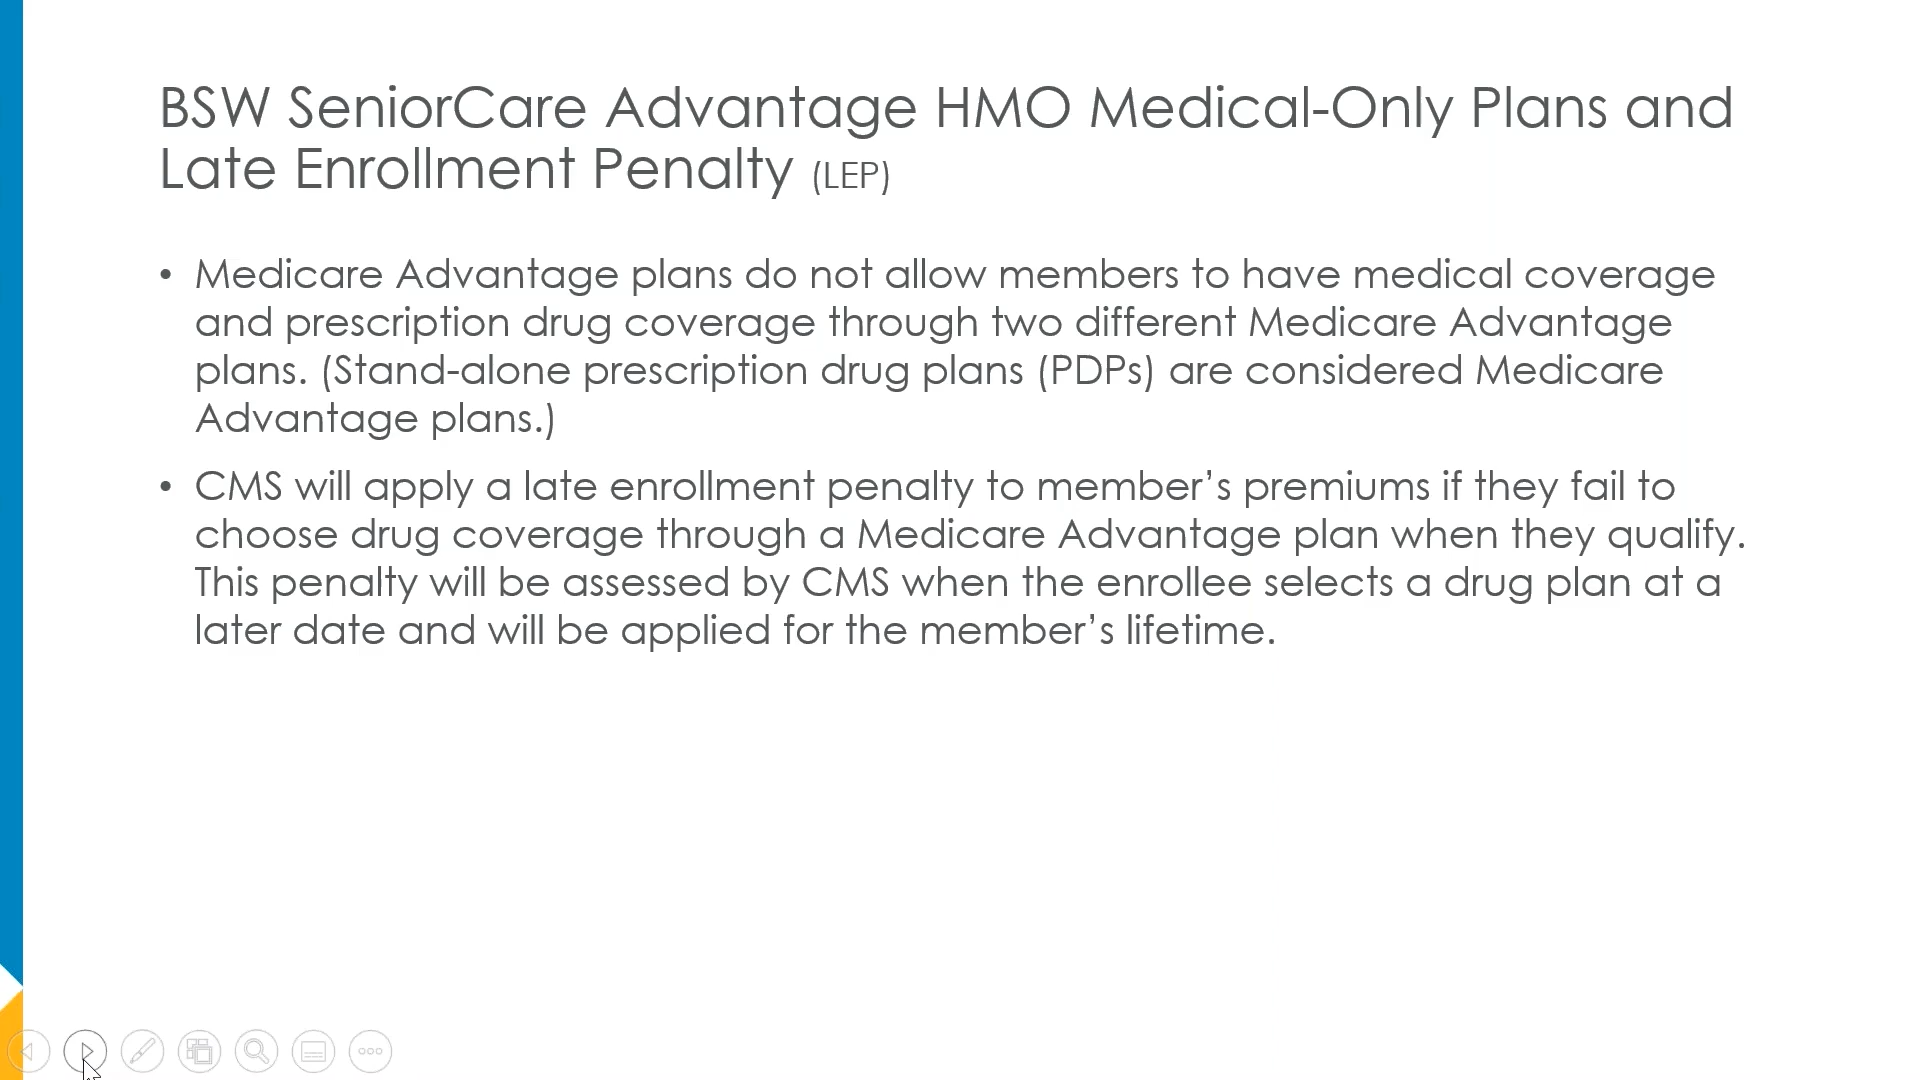 BSW SeniorCare Advantage HMO Medical-Only Plans and
Late Enrollment Penalty (LEP)
• Medicare Advantage plans do not allow members to have medical coverage
and prescription drug coverage through two different Medicare Advantage
plans. (Stand-alone prescription drug plans (PDPs) are considered Medicare
Advantage plans.)
• CMS will apply a late enrollment penalty to member’s premiums if they fail to
choose drug coverage through a Medicare Advantage plan when they qualify.
This penalty will be assessed by CMS when the enrollee selects a drug plan at a
later date and will be applied for the member’s lifetime.